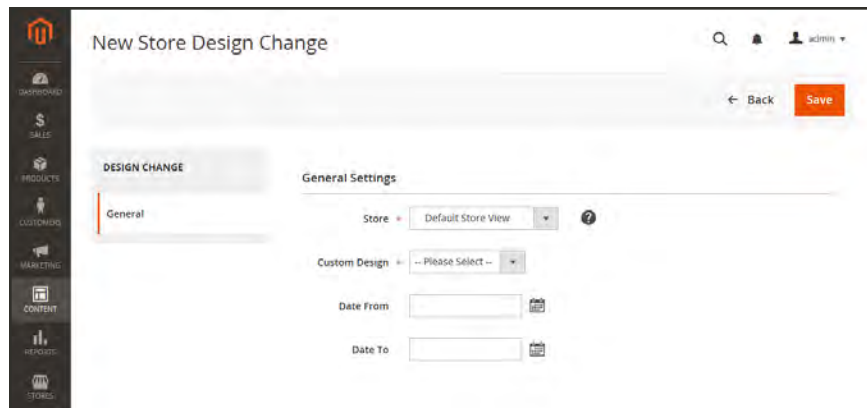 New Store Design Change
admin
DASHBOARD
← Back
Save
$
SALES
PRODUCTS
DESIGN CHANGE
General Settings
CUSTOMERS
General
Store *
Default Store View
?
MARKETING
Custom Design *
-- Please Select --
CONTENT
Date From
REPORTS
Date To
STORES